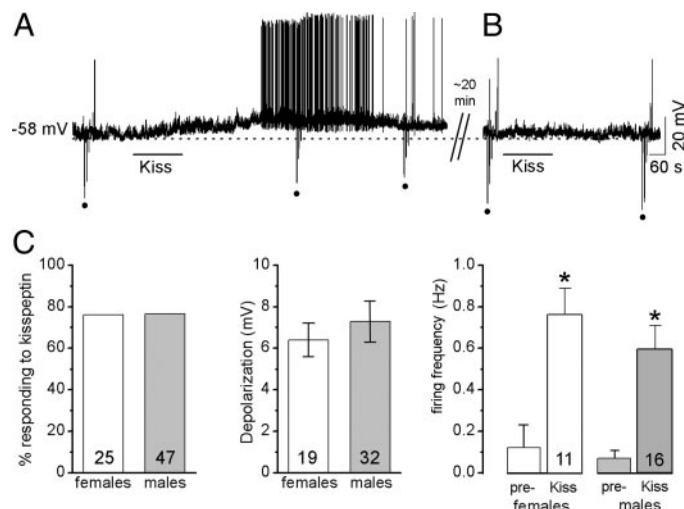 A
B
-58 mV
Kiss
~20
min
Kiss
20 mV
60 s
C
% responding to kisspeptin
100
80
60
40
20
0
25
47
females
males
Depolarization (mV)
10
8
6
4
2
0
19
32
females
males
firing frequency (Hz)
1.0
0.8
0.6
0.4
0.2
0.0
*
*
11
16
pre- Kiss pre- Kiss
females males